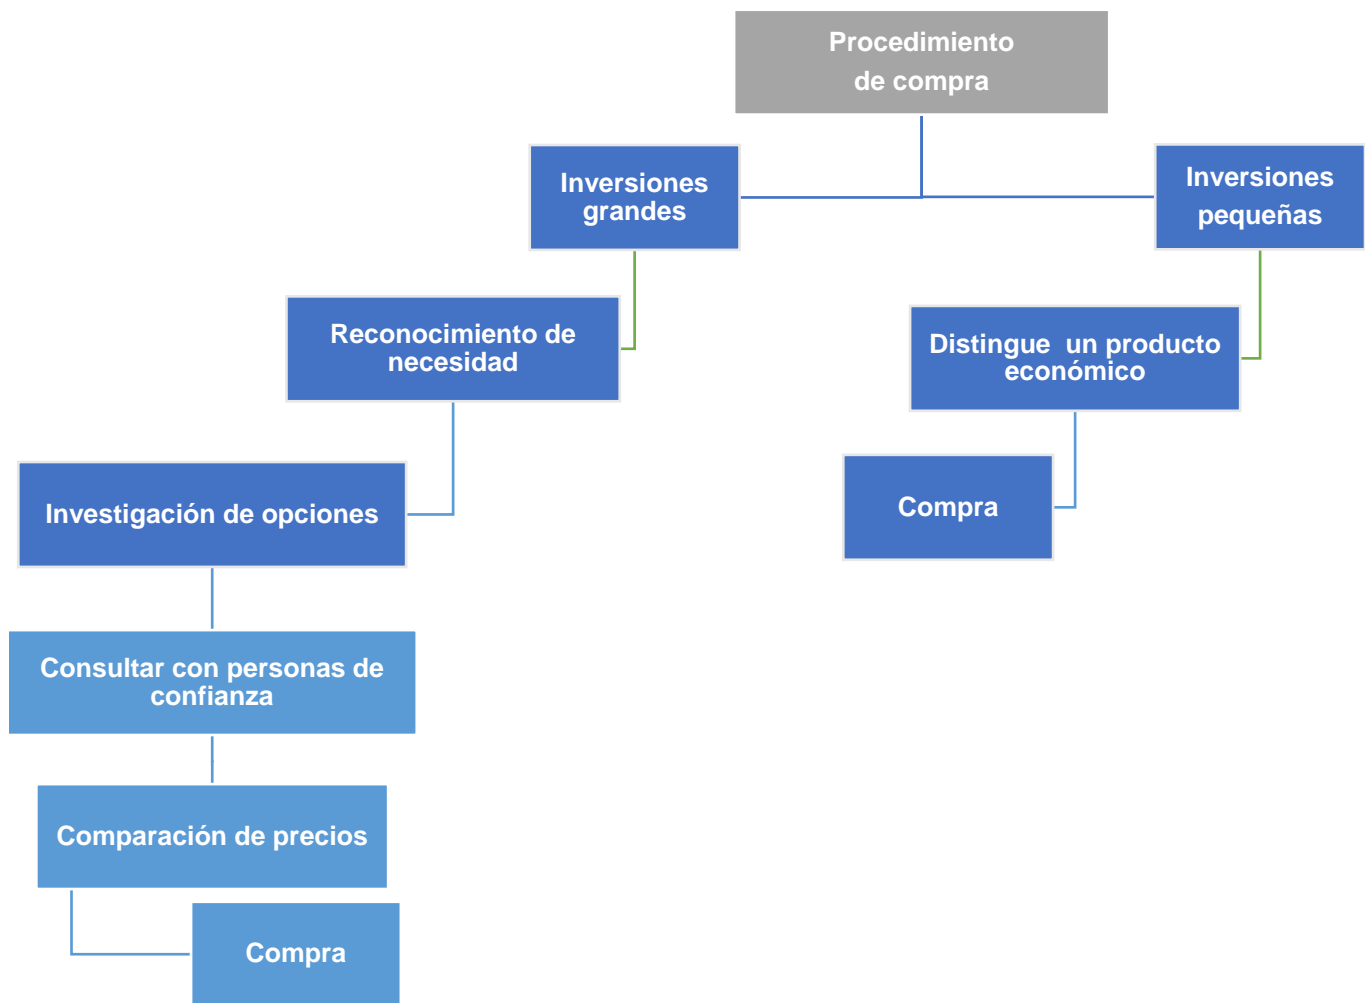 Procedimiento
de compra
Inversiones
grandes
Inversiones
pequeñas
Reconocimiento de
necesidad
Distingue  un producto
económico
Investigación de opciones
Compra
Consultar con personas de
confianza
Comparación de precios
Compra